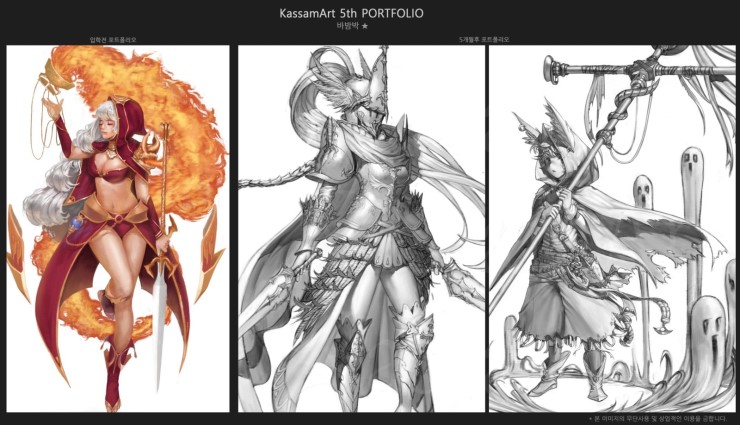 KassamArt 5th PORTFOLIO
바밤박 ★
입학전 포트폴리오
5개월후 포트폴리오
* 본 이미지의 무단사용 및 상업적인 이용을 금합니다.